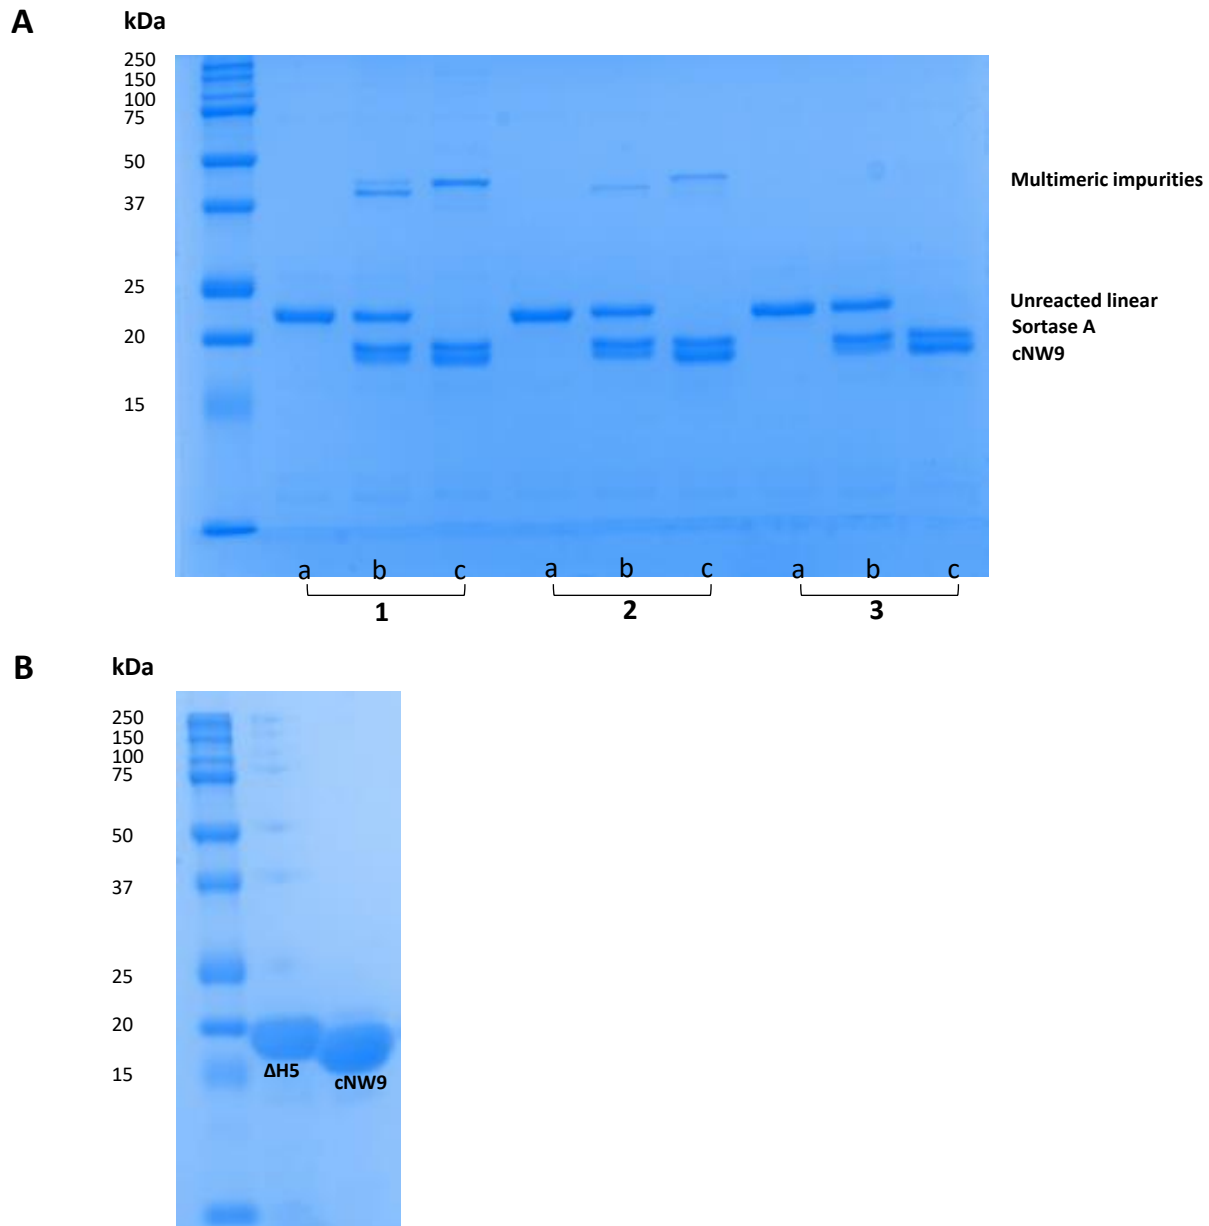 A
kDa
250
150
100
75
50
37
25
20
15
Multimeric impurities
Unreacted linear
Sortase A
cNW9
a b c a b c a b c
1 2 3
B
kDa
250
150
100
75
50
37
25
20
15
ΔH5
cNW9